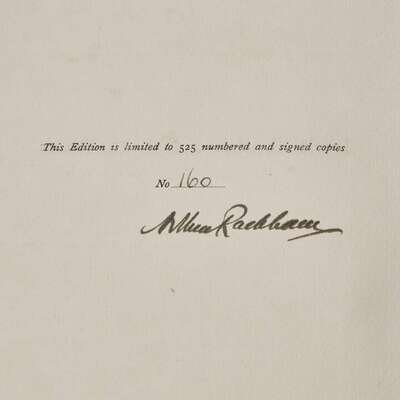 This Edition is limited to 525 numbered and signed copies
No 160
Arthur Rackham